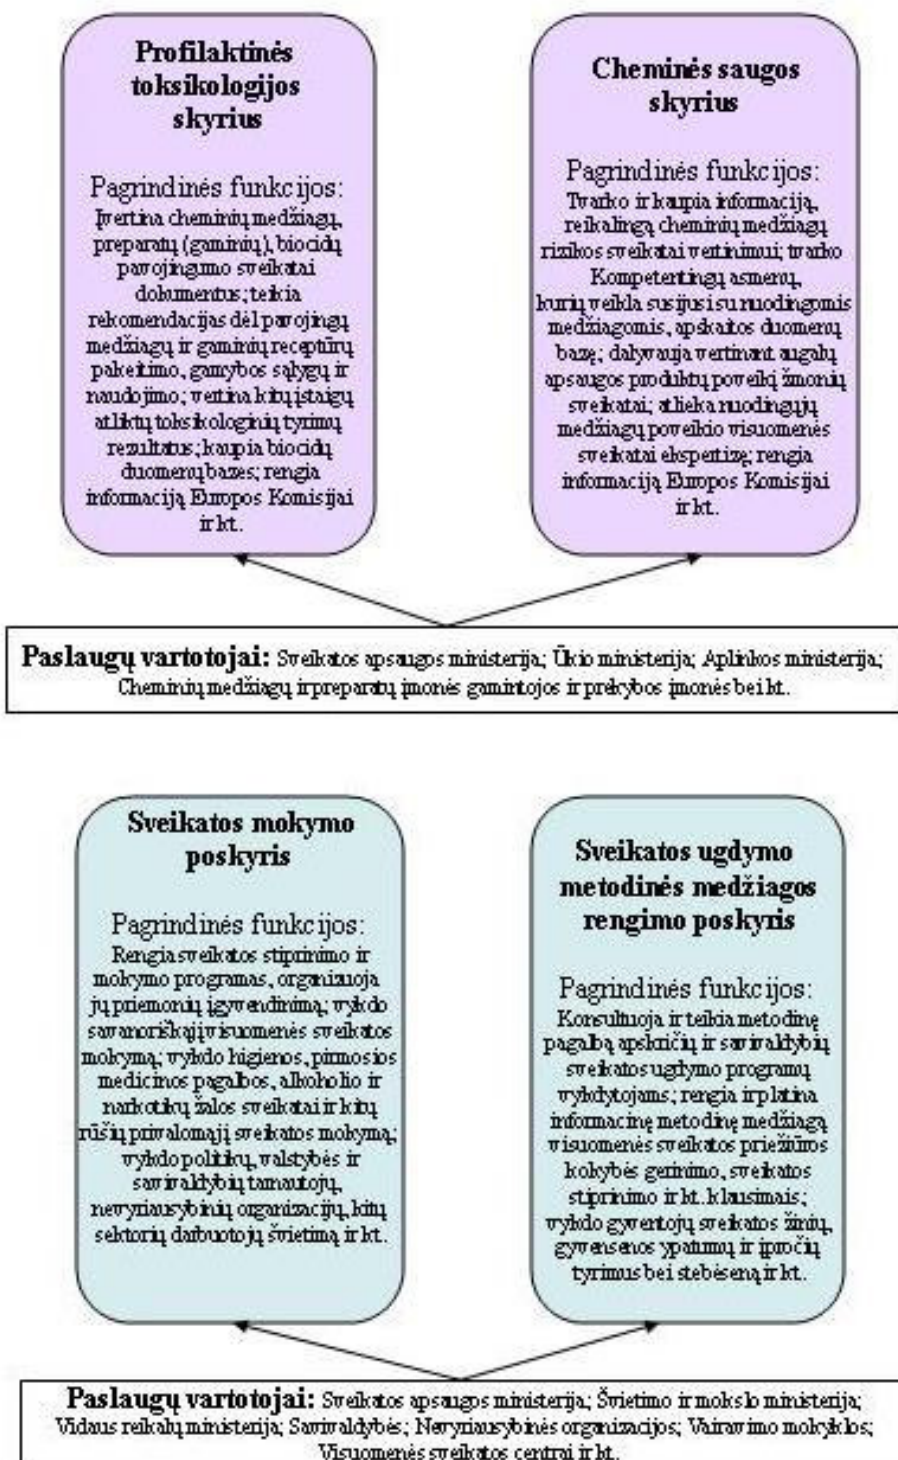 Profilaktinės
toksikologijos
skyrius
Pagrindinės funkcijos:
Įvertina cheminių medžiagų,
preparatų (gaminių), biocidų
pavojingumo sveikatai
dokumentus; teikia
rekomendacijas dėl pavojingų
medžiagų ir gaminių receptūrų
pakeitimo, gamybos sąlygų ir
naudojimo; vertina kitų įstaigų
atliktų toksikologinių tyrimų
rezultatus; kaupia biocidų
duomenų bazes; rengia
informaciją Europos Komisijai
ir kt..
Cheminės saugos
skyrius
Pagrindinės funkcijos:
Tvarko ir kaupia informaciją,
reikalingą cheminių medžiagų
rizikos sveikatai vertinimui; tvarko
Kompetentingų asmenų,
kurių veikla susijusi su nuodingomis
medžiagomis, apskaitos duomenų
bazę; dalyvauja vertinant augalų
apsaugos produktų poveikį žmonių
sveikatai; atlieka nuodingųjų
medžiagų poveikio visuomenės
sveikatai ekspertizę; rengia
informaciją Europos Komisijai
ir kt..
Paslaugų vartotojai: Sveikatos apsaugos ministerija; Ūkio ministerija; Aplinkos ministerija;
Cheminių medžiagų ir preparatų įmonės gamintojos ir prekybos įmonės bei kt..
Sveikatos mokymo
poskyris
Pagrindinės funkcijos:
Rengia sveikatos stiprinimo ir
mokymo programas, organizuoja
jų priemonių įgyvendinimą; vykdo
savanoriškąjį visuomenės sveikatos
mokymą; vykdo higienos, pirmosios
medicinos pagalbos, alkoholio ir
narkotikų žalos sveikatai ir kitų
rūšių privalomąjį sveikatos mokymą;
vykdo politikų, valstybės ir
savivaldybių tarnautojų,
nevyriausybinių organizacijų, kitų
sektorių darbuotojų švietimą ir kt..
Sveikatos ugdymo
metodinės medžiagos
rengimo poskyris
Pagrindinės funkcijos:
Konsultuoja ir teikia metodinę
pagalbą apskričių ir savivaldybių
sveikatos ugdymo programų
vykdytojams; rengia ir platina
informacinę metodinę medžiagą
visuomenės sveikatos priežiūros
kokybės gerinimo, sveikatos
stiprinimo ir kt. klausimais;
vykdo gyventojų sveikatos žinių,
gyvensenos ypatumų ir įpročių
tyrimus bei stebėseną ir kt..
Paslaugų vartotojai: Sveikatos apsaugos ministerija; Švietimo ir mokslo ministerija;
Vidaus reikalų ministerija; Savivaldybės; Nevyriausybinės organizacijos; Vairavimo mokyklos;
Visuomenės sveikatos centrai ir kt..